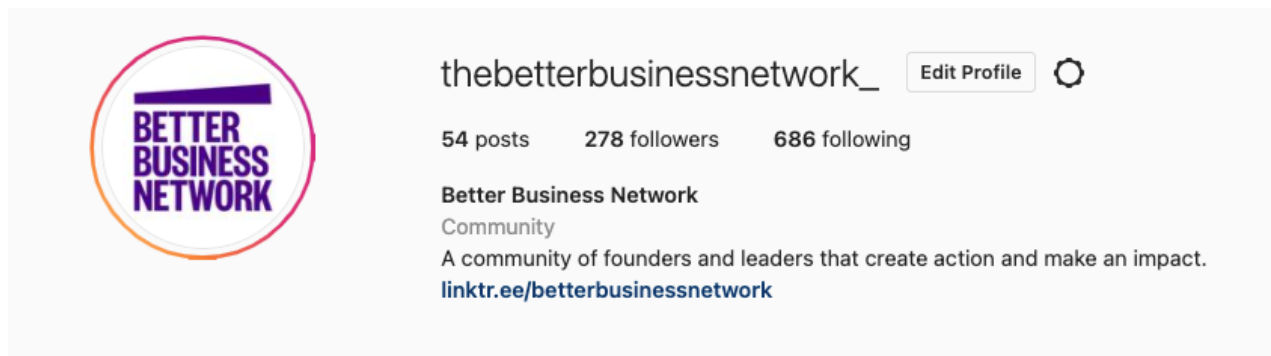 BETTER
BUSINESS
NETWORK
thebetterbusinessnetwork_ Edit Profile
54 posts 278 followers 686 following
Better Business Network
Community
A community of founders and leaders that create action and make an impact.
linktr.ee/betterbusinessnetwork